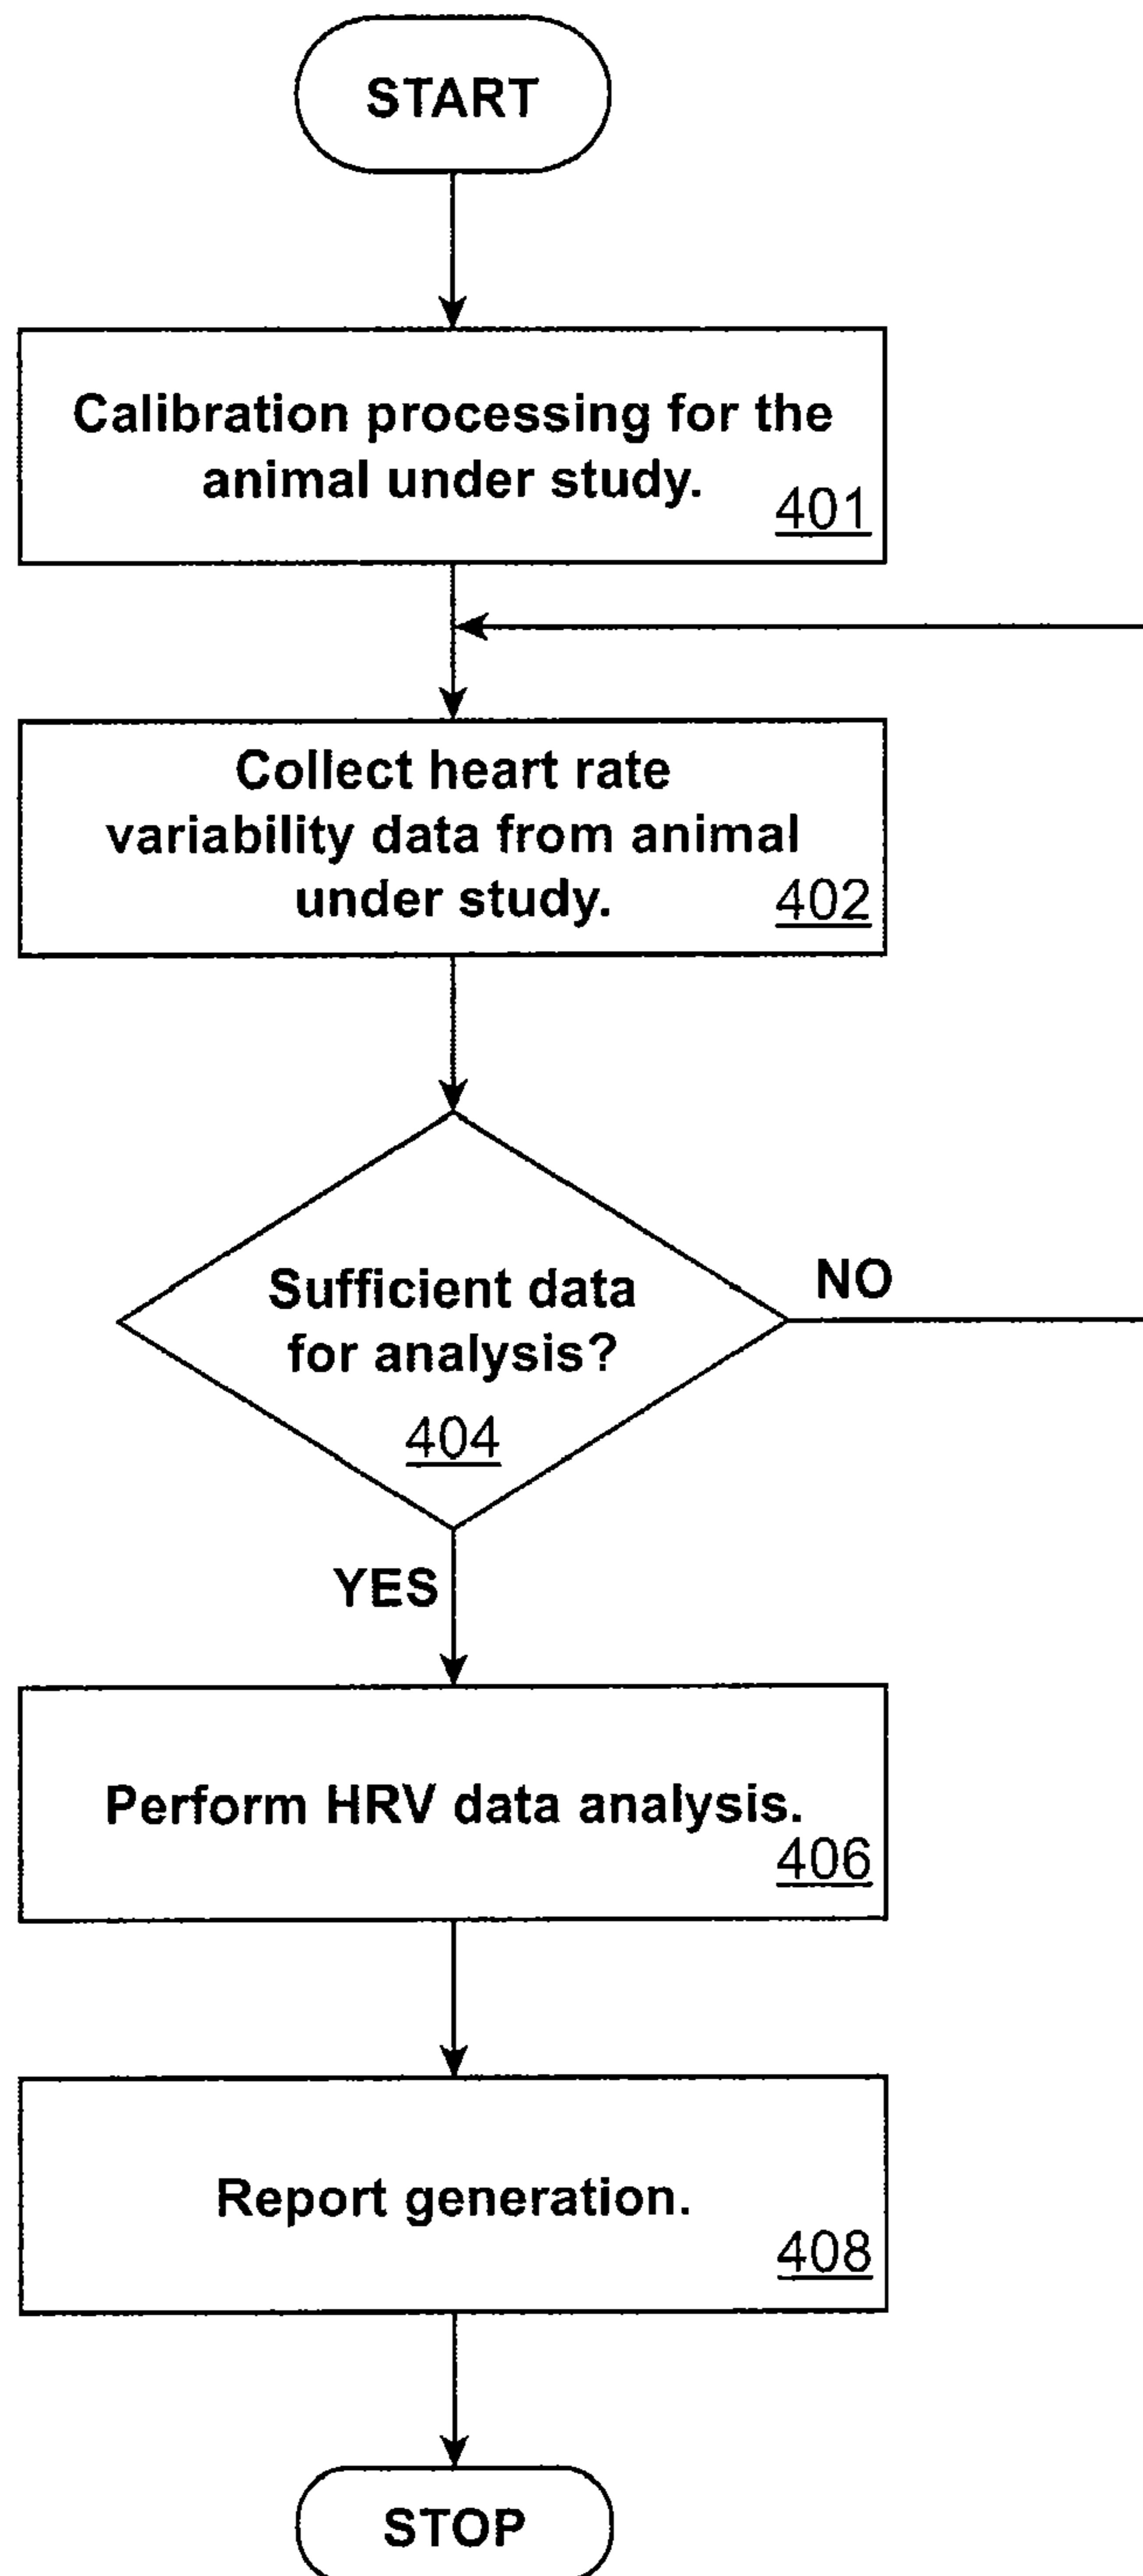 START
Calibration processing for the
animal under study.
401
Collect heart rate
variability data from animal
under study.
402
Sufficient data
for analysis?
404
NO
YES
Perform HRV data analysis.
406
Report generation.
408
STOP